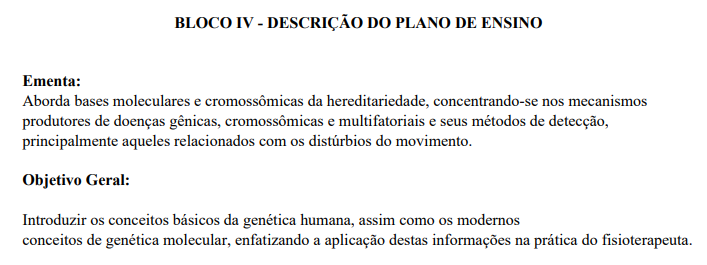 BLOCO IV - DESCRIÇÃO DO PLANO DE ENSINO
Ementa:
Aborda bases moleculares e cromossômicas da hereditariedade, concentrando-se nos mecanismos
produtores de doenças gênicas, cromossômicas e multifatoriais e seus métodos de detecção,
principalmente aqueles relacionados com os distúrbios do movimento.
Objetivo Geral:
Introduzir os conceitos básicos da genética humana, assim como os modernos
conceitos de genética molecular, enfatizando a aplicação destas informações na prática do fisioterapeuta.